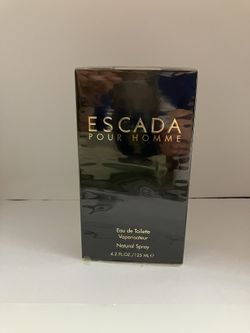 ESCADA
POUR HOMME
Eau de Toilette
Vaporisateur
Natural Spray
4.2 FL.OZ./125 ML ℮